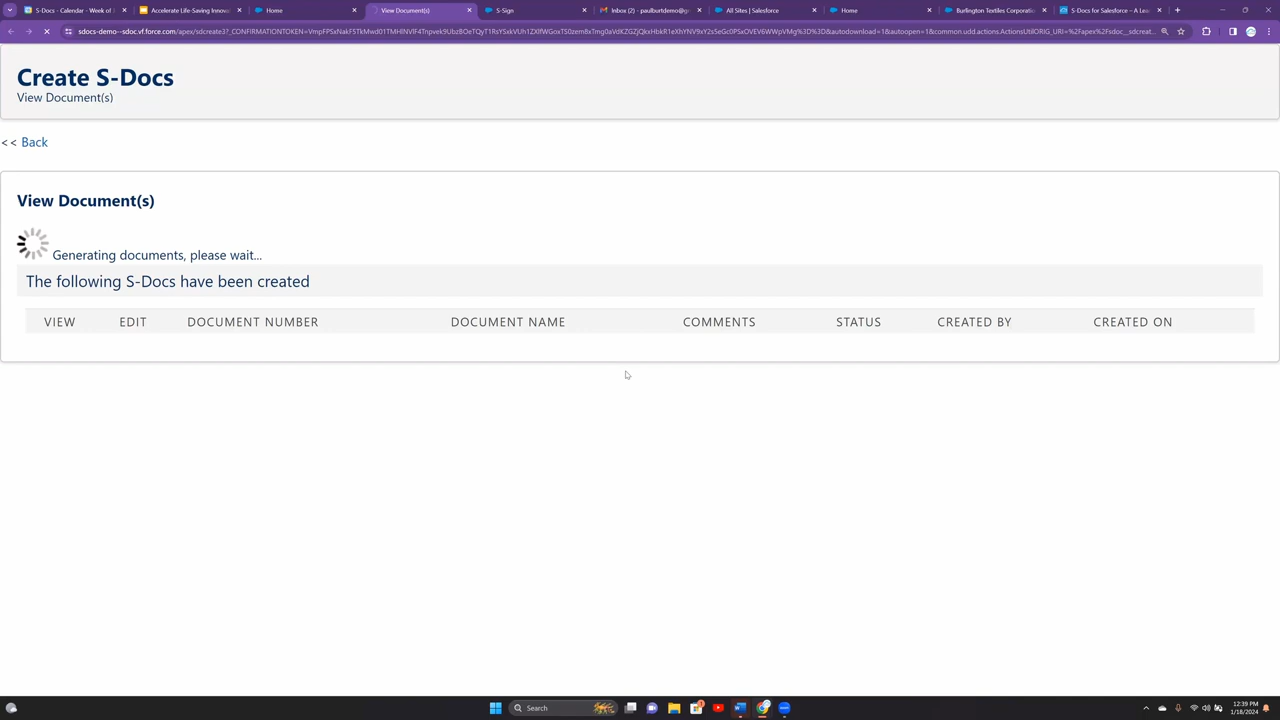 S-Docs - Calendar - Week of
Accelerate Life-Saving Innova
Home
View Document(s)
S-Sign
Inbox (2) - paulburtdemo@g
All Sites | Salesforce
Home
Burlington Textiles Corporati
S-Docs for Salesforce – A Lea
Create S-Docs
View Document(s)
<< Back
View Document(s)
Generating documents, please wait...
The following S-Docs have been created
VIEW EDIT DOCUMENT NUMBER DOCUMENT NAME COMMENTS STATUS CREATED BY CREATED ON
Search
12:39 PM
1/18/2024